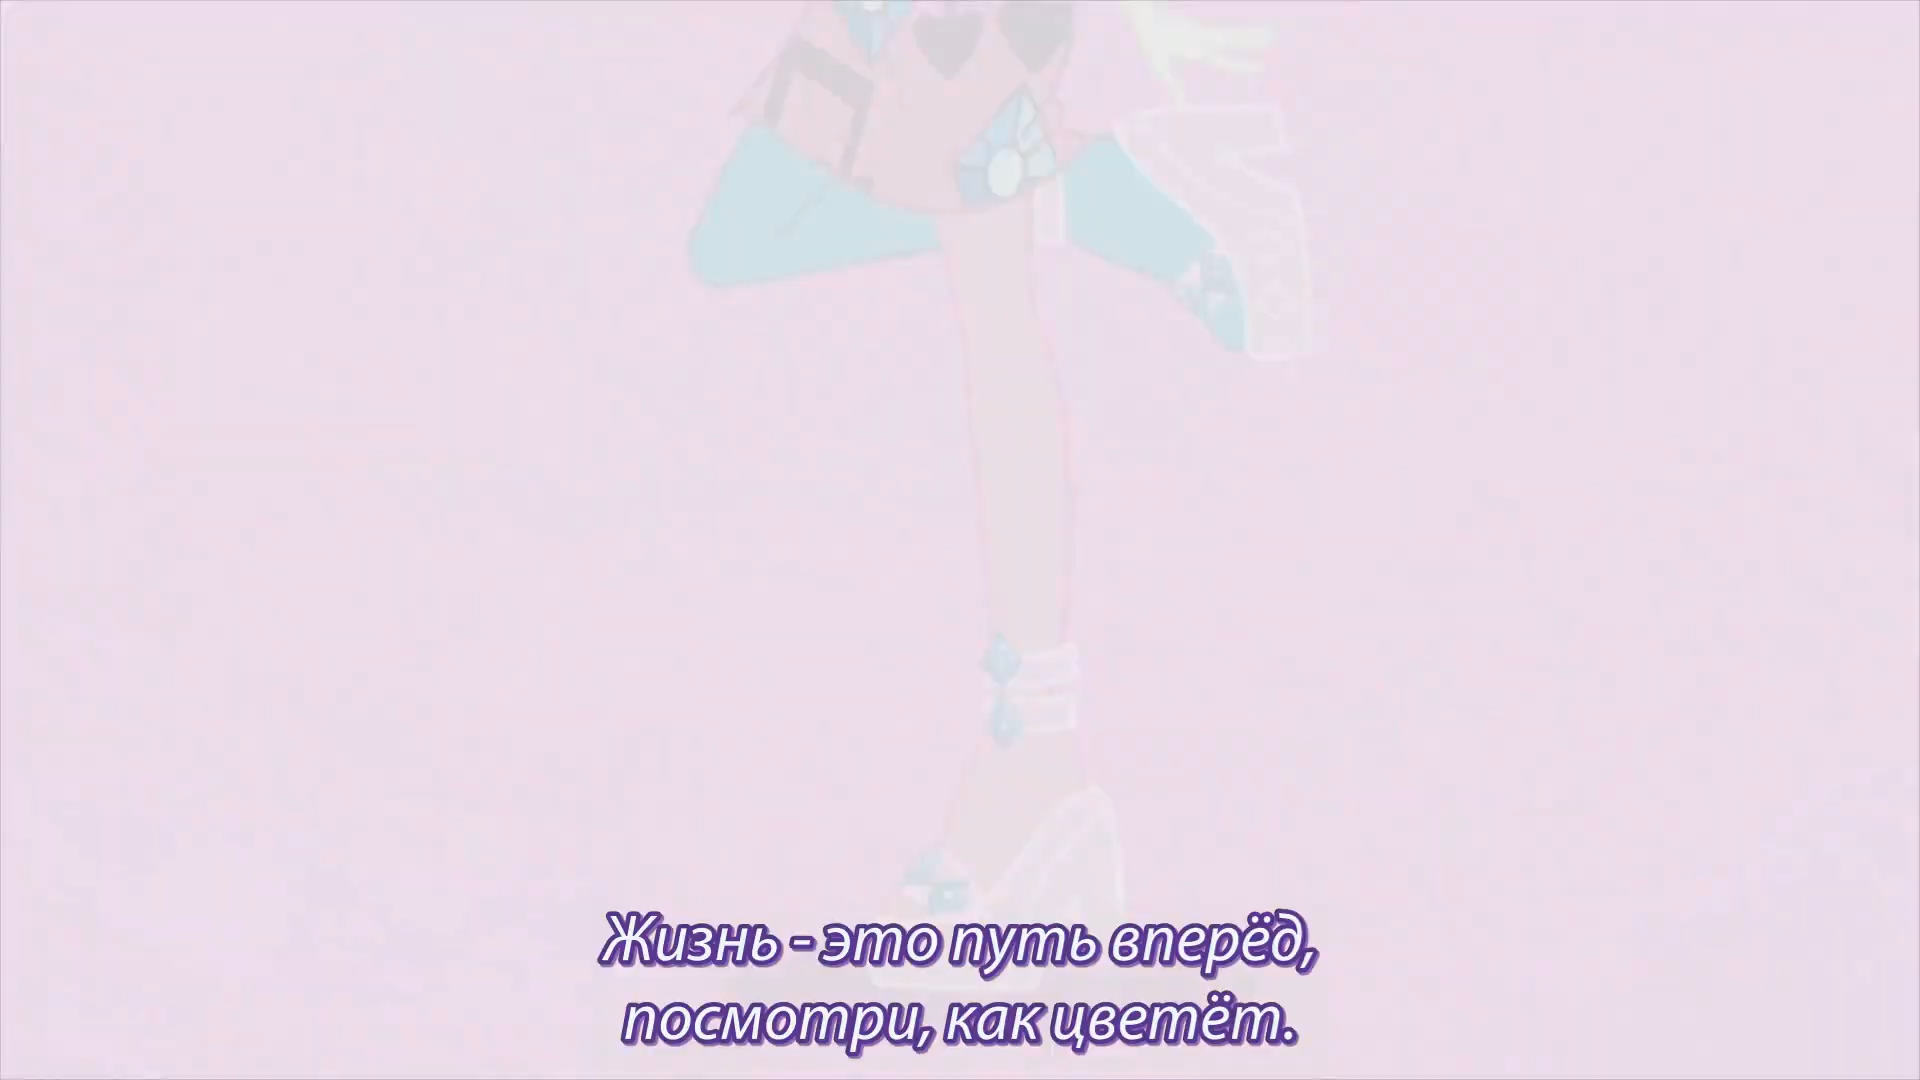 Жизнь - это путь вперёд,
посмотри, как цветёт.